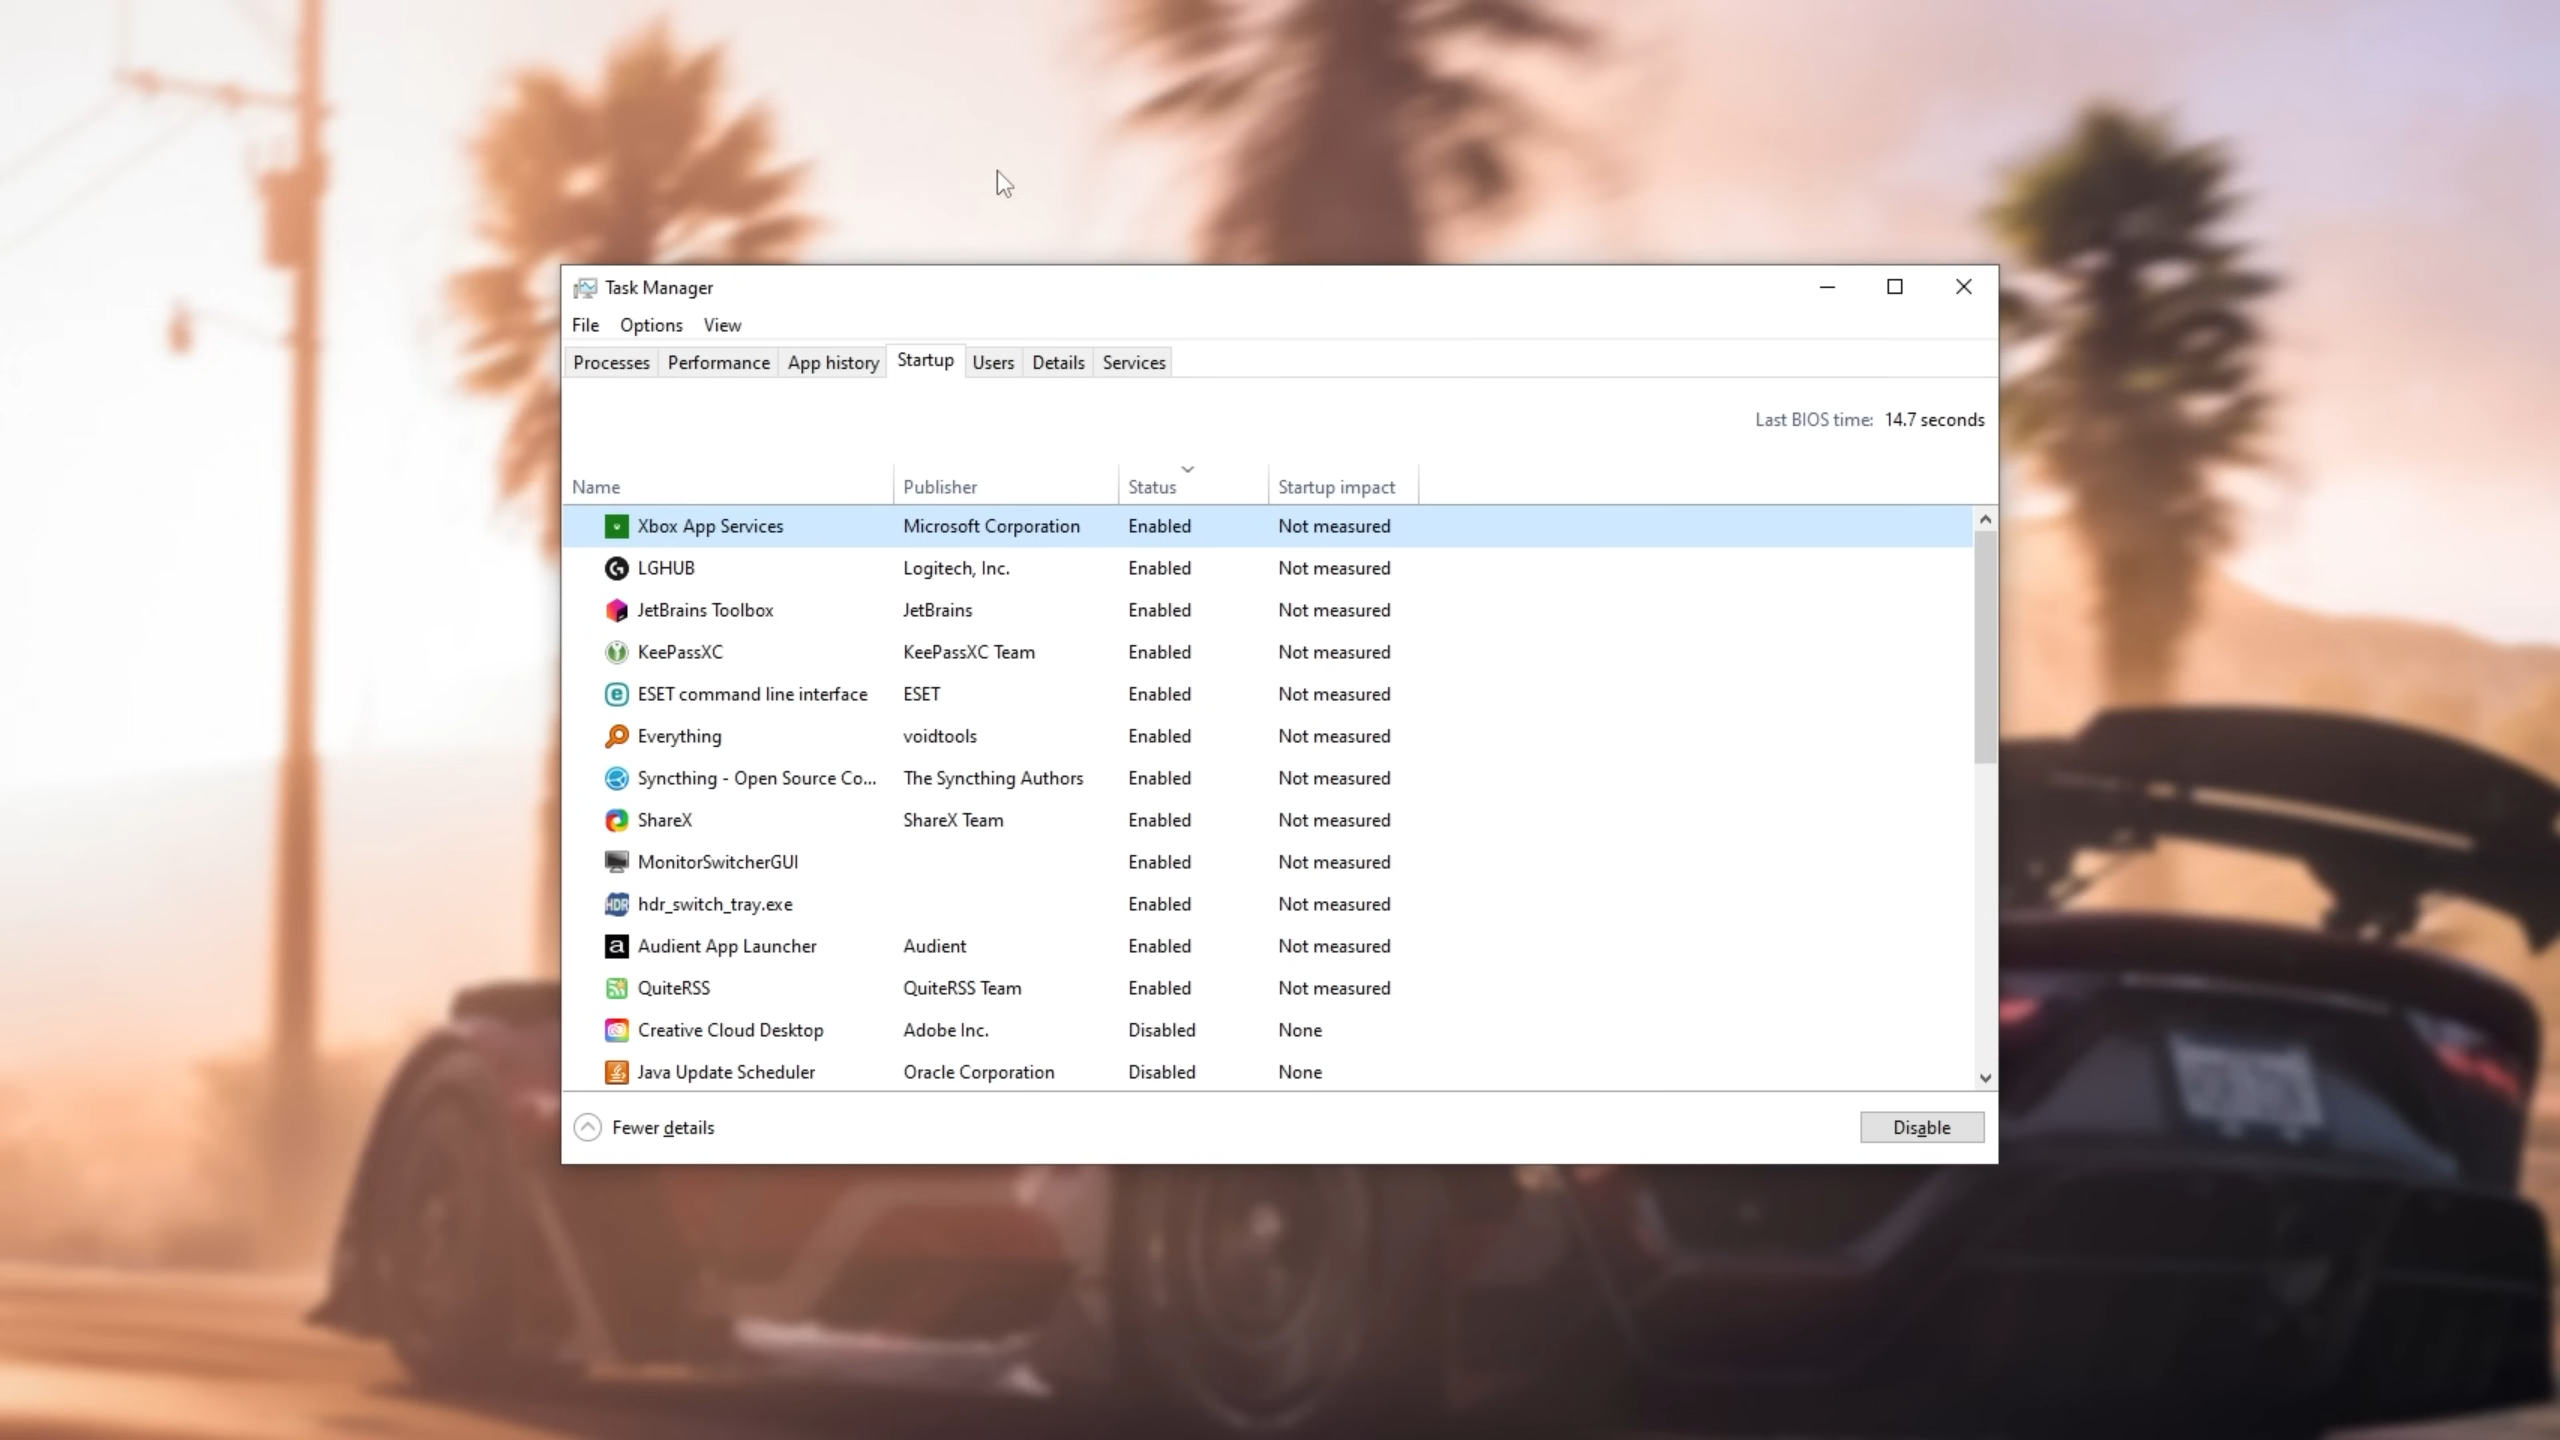 Task Manager
File Options View
Processes Performance App history Startup Users Details Services
Last BIOS time: 14.7 seconds
Name Publisher Status Startup impact
Xbox App Services Microsoft Corporation Enabled Not measured
LGHUB Logitech, Inc. Enabled Not measured
JetBrains Toolbox JetBrains Enabled Not measured
KeePassXC KeePassXC Team Enabled Not measured
ESET command line interface ESET Enabled Not measured
Everything voidtools Enabled Not measured
Syncthing - Open Source Co... The Syncthing Authors Enabled Not measured
ShareX ShareX Team Enabled Not measured
MonitorSwitcherGUI Enabled Not measured
HDR hdr_switch_tray.exe Enabled Not measured
a Audient App Launcher Audient Enabled Not measured
QuiteRSS QuiteRSS Team Enabled Not measured
Creative Cloud Desktop Adobe Inc. Disabled None
Java Update Scheduler Oracle Corporation Disabled None
Fewer details Disable